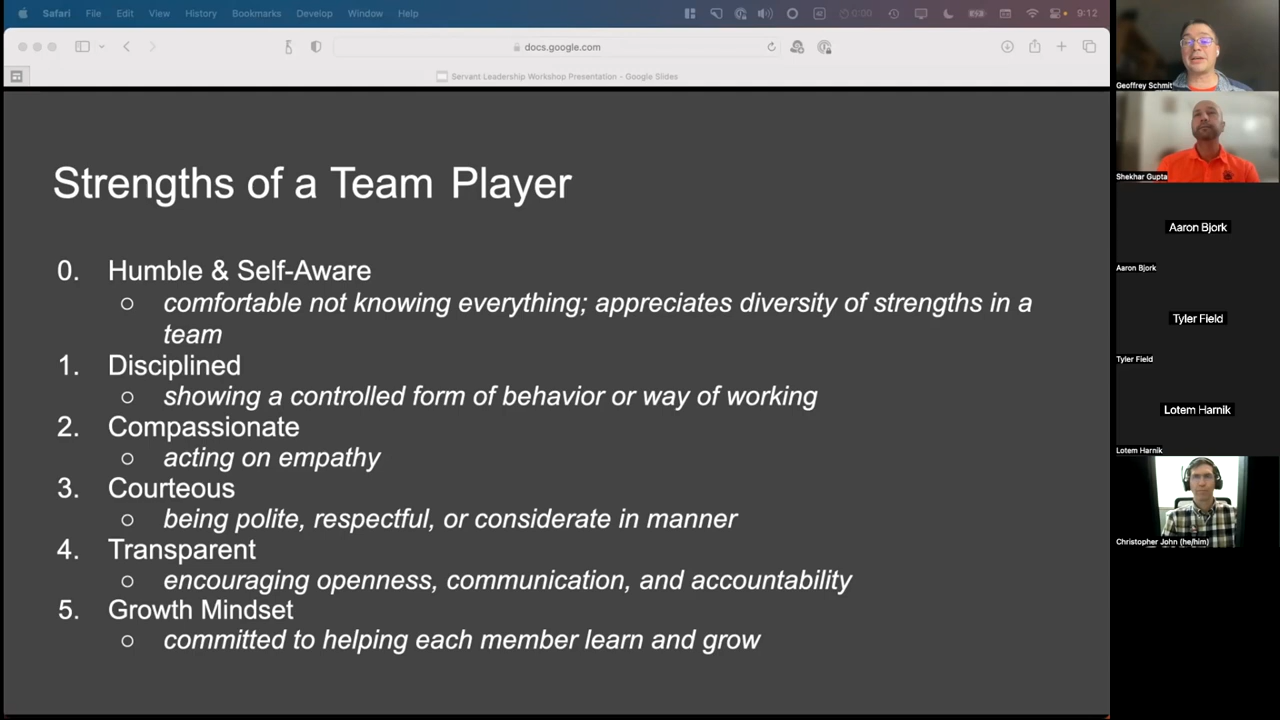 Safari File Edit View History Bookmarks Develop Window Help 42 0:00 9:12
docs.google.com
Servant Leadership Workshop Presentation - Google Slides
Strengths of a Team Player
0. Humble & Self-Aware
○ comfortable not knowing everything; appreciates diversity of strengths in a
team
1. Disciplined
○ showing a controlled form of behavior or way of working
2. Compassionate
○ acting on empathy
3. Courteous
○ being polite, respectful, or considerate in manner
4. Transparent
○ encouraging openness, communication, and accountability
5. Growth Mindset
○ committed to helping each member learn and grow
Geoffrey Schmit
Shekhar Gupta
Aaron Bjork
Aaron Bjork
Tyler Field
Tyler Field
Lotem Harnik
Lotem Harnik
Christopher John (he/him)